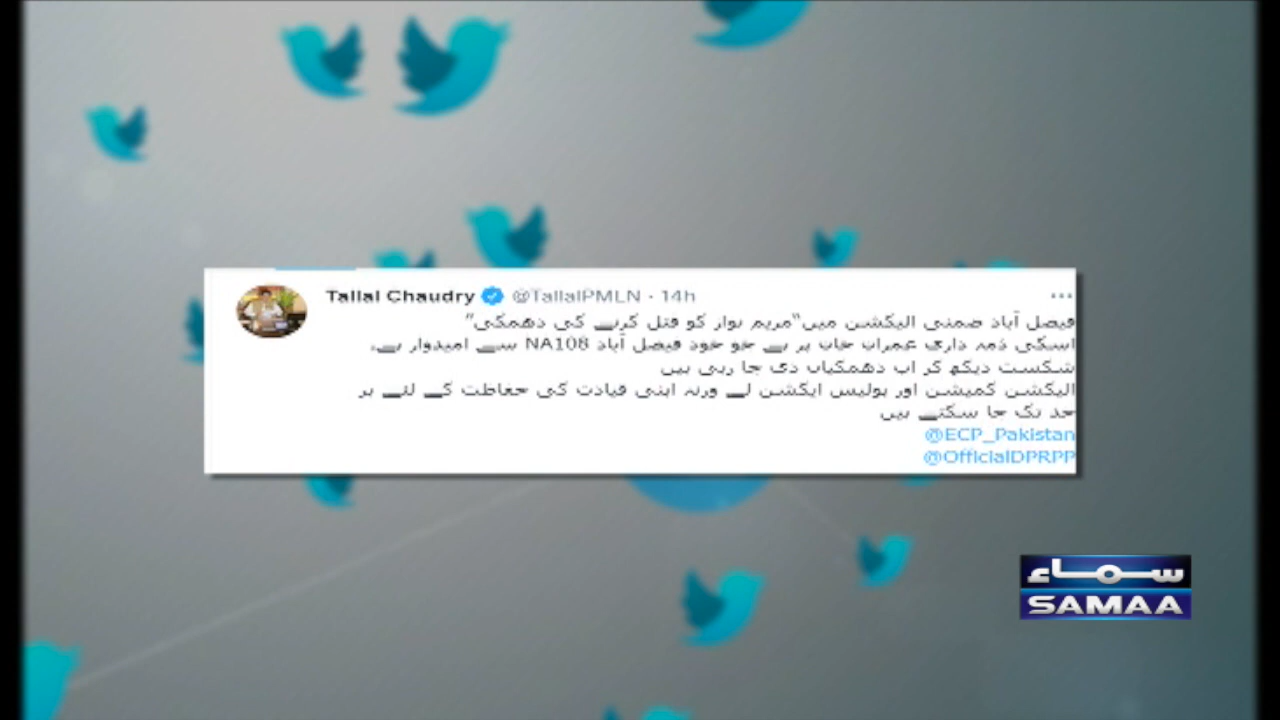 Tallal Chaudry @TallalPMLN · 14h
فیصل آباد ضمنی الیکشن میں"مریم نواز کو قتل کرنے کی دھمکی"
اسکی ذمہ داری عمران خان پر ہے جو خود فیصل آباد NA108 سے امیدوار ہے،
شکست دیکھ کر اب دھمکیاں دی جا رہی ہیں
الیکشن کمیشن اور پولیس ایکشن لے ورنہ اپنی قیادت کی حفاظت کے لئے ہر
حد تک جا سکتے ہیں
@ECP_Pakistan
@OfficialDPRPP
سماء
SAMAA